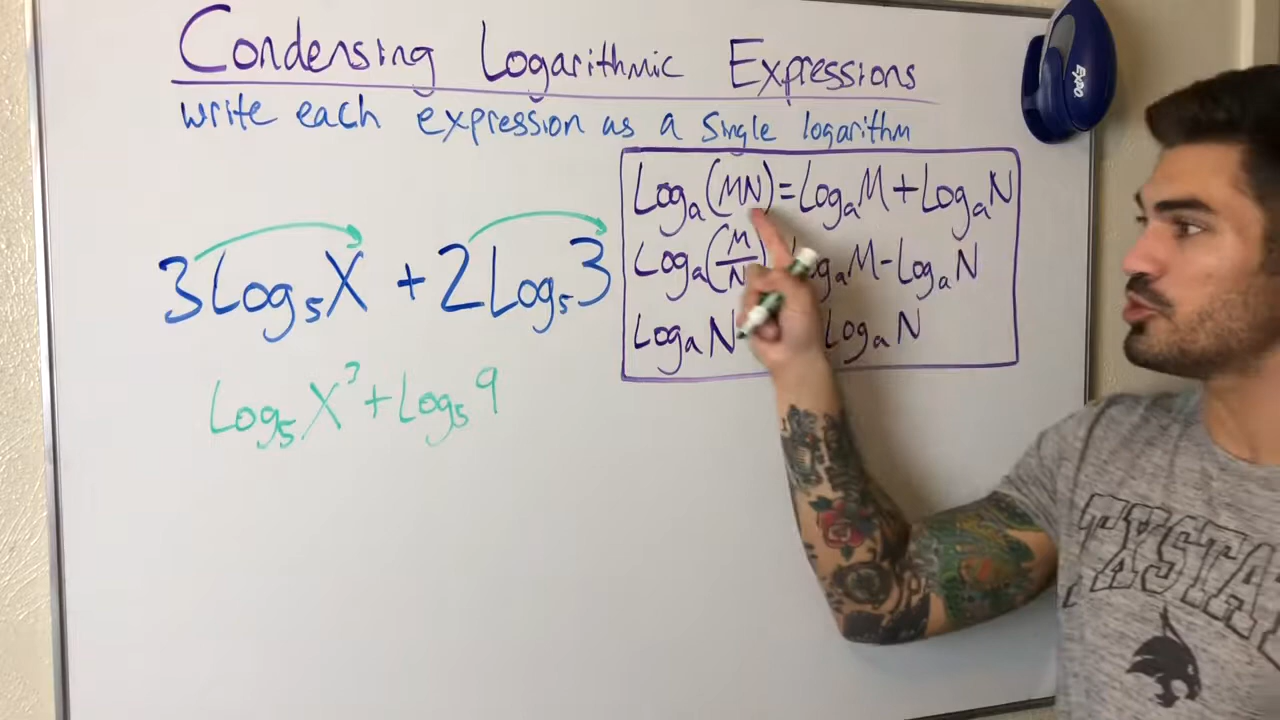 Condensing Logarithmic Expressions
write each expression as a single logarithm
Logₐ(MN)=LogₐM+LogₐN
Logₐ(M/N) LogₐM-LogₐN
LogₐN LogₐN
3Log₅X + 2Log₅3
Log₅X³+Log₅9
EXPO
TXSTA